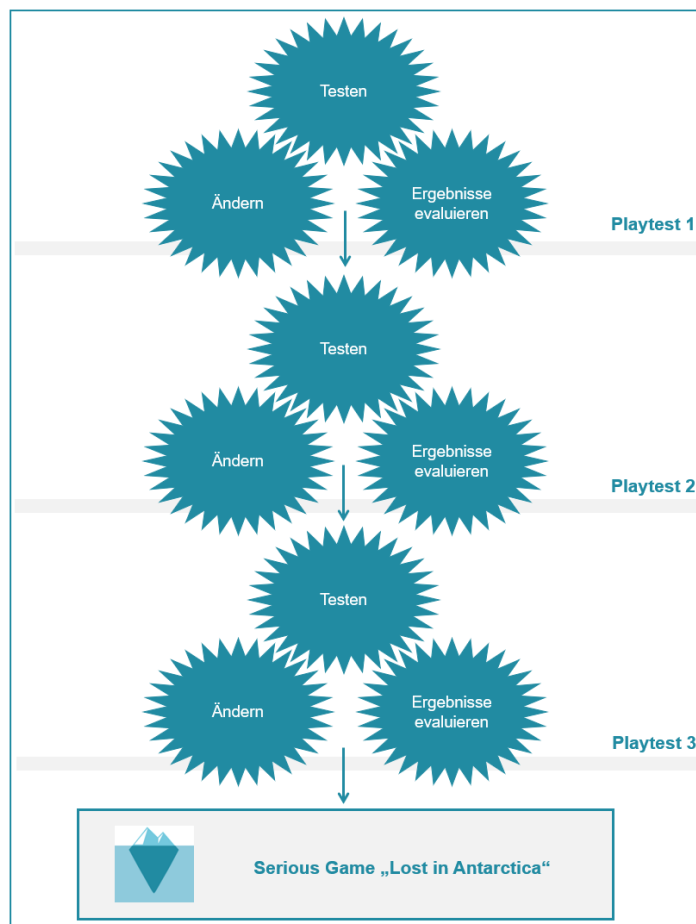 Testen
Ändern
Ergebnisse
evaluieren
Playtest 1
Testen
Ändern
Ergebnisse
evaluieren
Playtest 2
Testen
Ändern
Ergebnisse
evaluieren
Playtest 3
Serious Game „Lost in Antarctica“